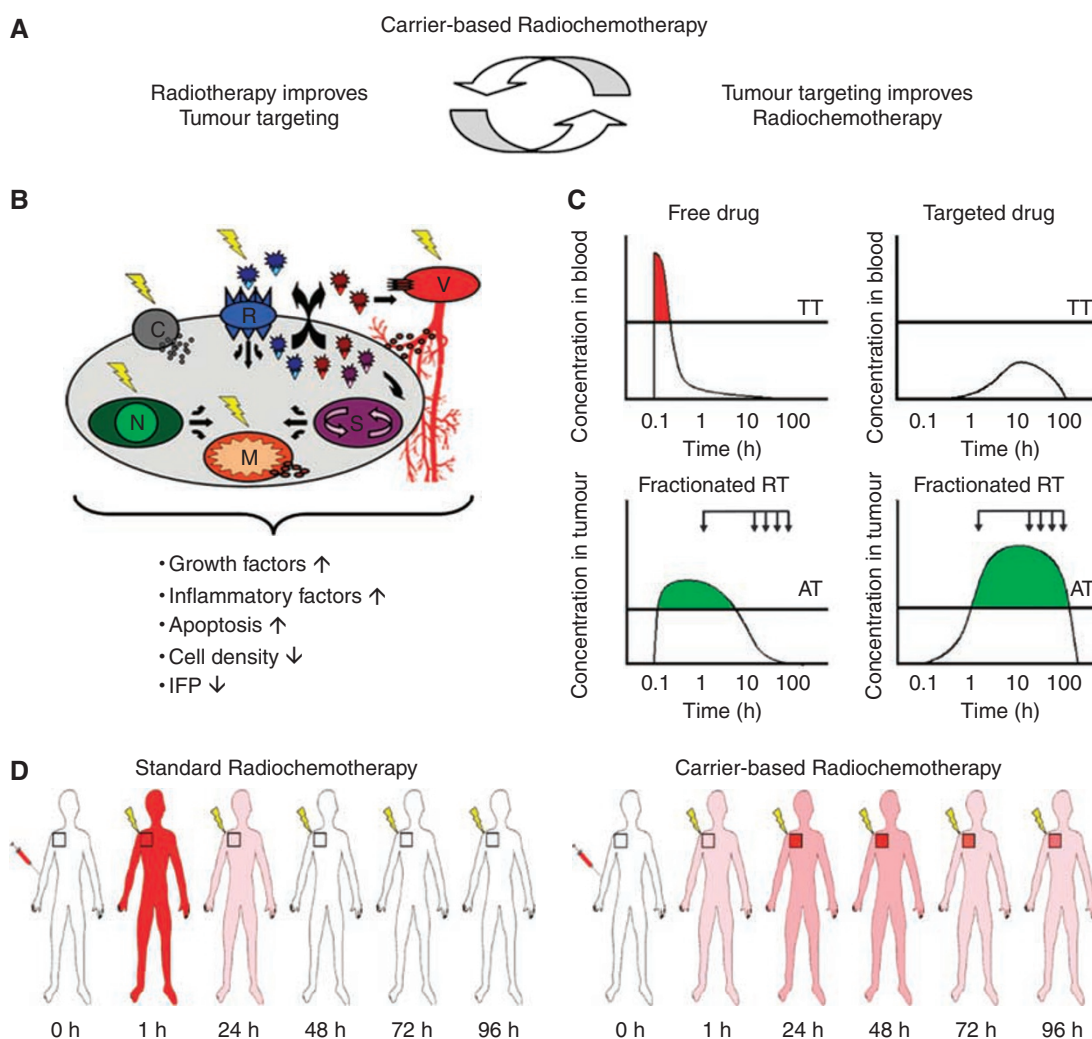 A
Carrier-based Radiochemotherapy
Radiotherapy improves
Tumour targeting
Tumour targeting improves
Radiochemotherapy
B
V
R
C
N
S
M
• Growth factors ↑
• Inflammatory factors ↑
• Apoptosis ↑
• Cell density ↓
• IFP ↓
C
Free drug
Concentration in blood
TT
0.1 1 10 100
Time (h)
Targeted drug
Concentration in blood
TT
0.1 1 10 100
Time (h)
Fractionated RT
Concentration in tumour
AT
0.1 1 10 100
Time (h)
Fractionated RT
Concentration in tumour
AT
0.1 1 10 100
Time (h)
D
Standard Radiochemotherapy
0 h 1 h 24 h 48 h 72 h 96 h
Carrier-based Radiochemotherapy
0 h 1 h 24 h 48 h 72 h 96 h